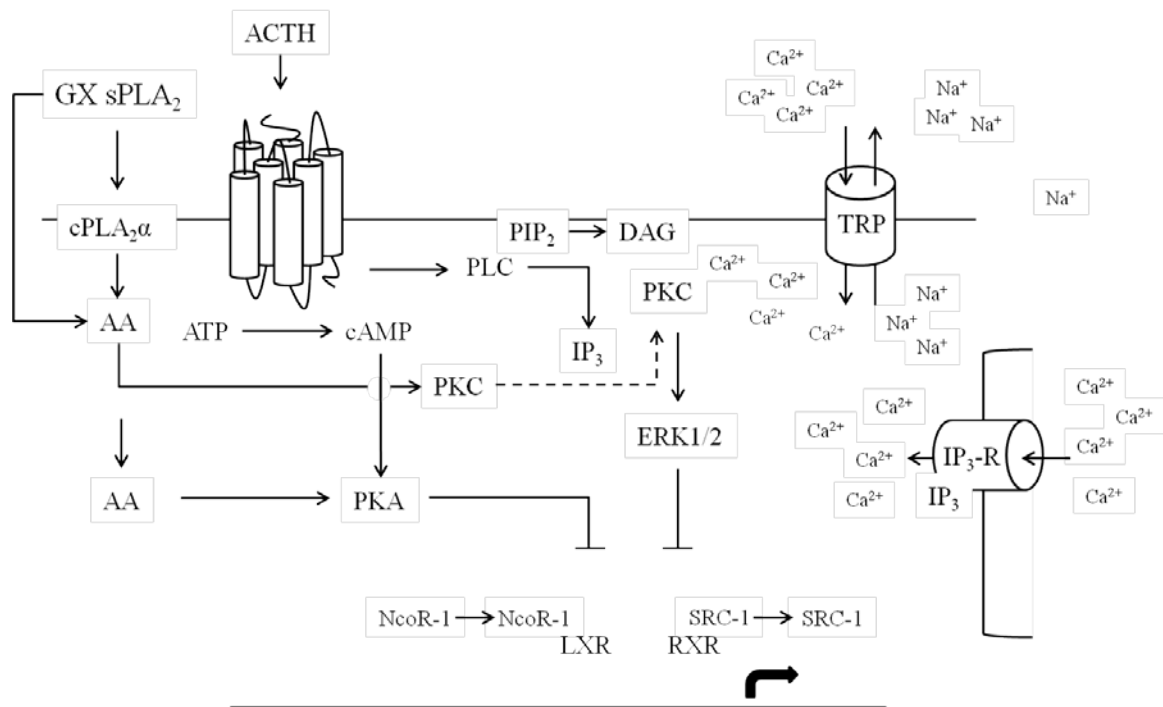 ACTH
GX sPLA₂
Ca²⁺
Ca²⁺
Ca²⁺
Ca²⁺
Na⁺
Na⁺
Na⁺
Na⁺
cPLA₂α
PIP₂
DAG
TRP
PLC
PKC
Ca²⁺
Ca²⁺
Ca²⁺
Ca²⁺
Na⁺
Na⁺
Na⁺
AA
ATP
cAMP
IP₃
PKC
ERK1/2
Ca²⁺
Ca²⁺
Ca²⁺
Ca²⁺
IP₃-R
IP₃
Ca²⁺
Ca²⁺
Ca²⁺
Ca²⁺
AA
PKA
NcoR-1
NcoR-1
LXR
RXR
SRC-1
SRC-1